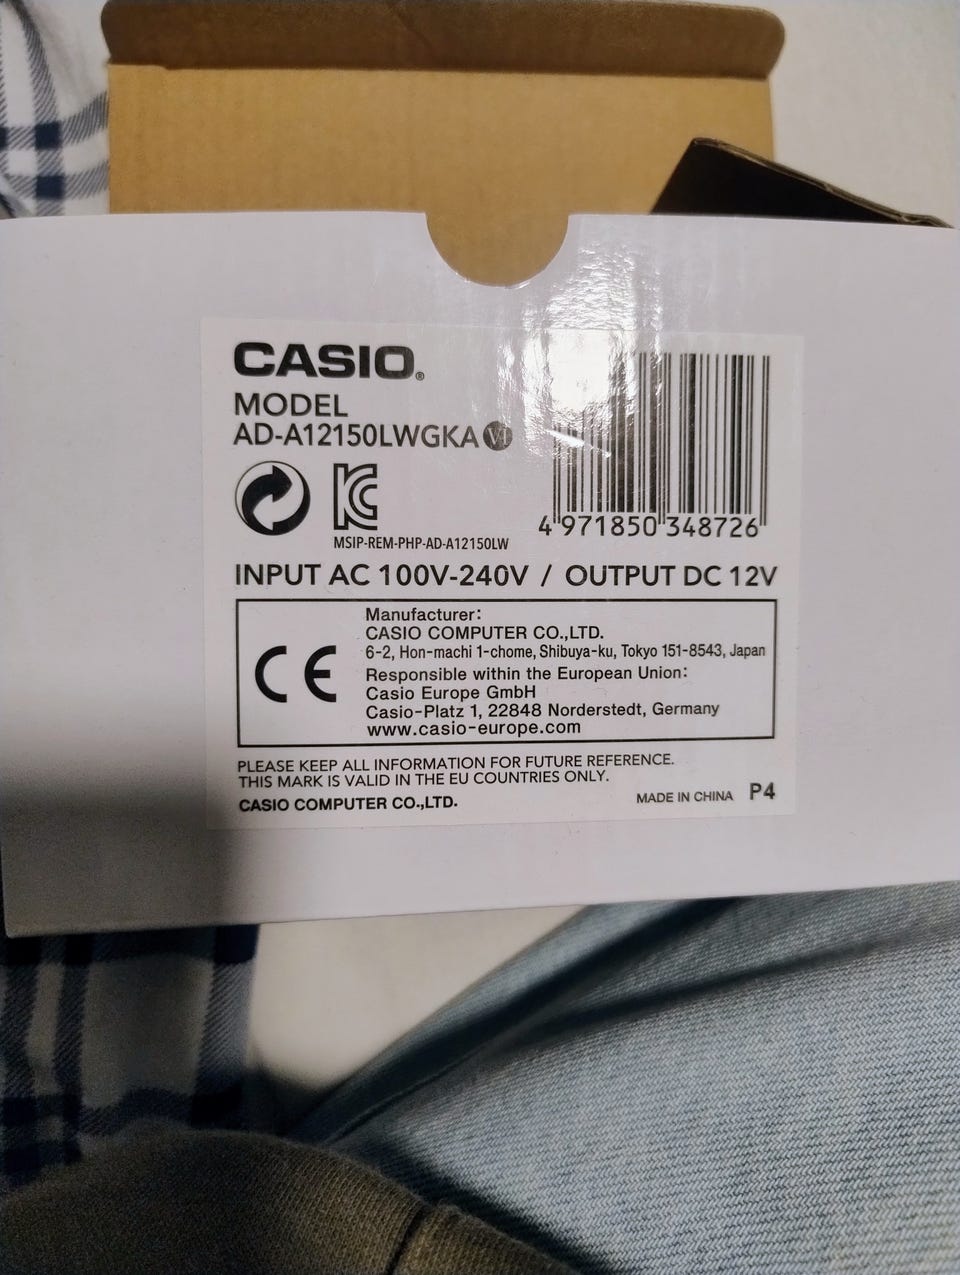 CASIO®
MODEL
AD-A12150LWGKA VI
MSIP-REM-PHP-AD-A12150LW
4 971850 348726
INPUT AC 100V-240V / OUTPUT DC 12V
CE
Manufacturer:
CASIO COMPUTER CO.,LTD.
6-2, Hon-machi 1-chome, Shibuya-ku, Tokyo 151-8543, Japan
Responsible within the European Union:
Casio Europe GmbH
Casio-Platz 1, 22848 Norderstedt, Germany
www.casio-europe.com
PLEASE KEEP ALL INFORMATION FOR FUTURE REFERENCE.
THIS MARK IS VALID IN THE EU COUNTRIES ONLY.
CASIO COMPUTER CO.,LTD.
MADE IN CHINA P4